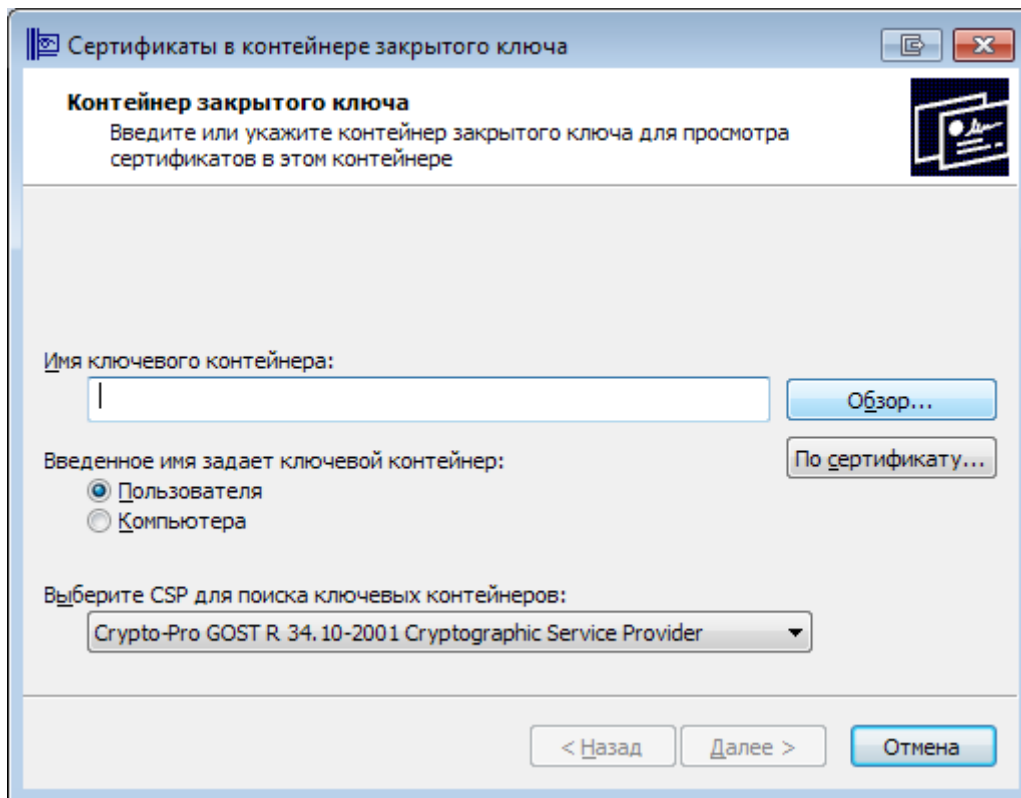 Сертификаты в контейнере закрытого ключа
Контейнер закрытого ключа
Введите или укажите контейнер закрытого ключа для просмотра
сертификатов в этом контейнере
Имя ключевого контейнера:
Обзор...
Введенное имя задает ключевой контейнер:
По сертификату...
Пользователя
Компьютера
Выберите CSP для поиска ключевых контейнеров:
Crypto-Pro GOST R 34.10-2001 Cryptographic Service Provider
< Назад
Далее >
Отмена